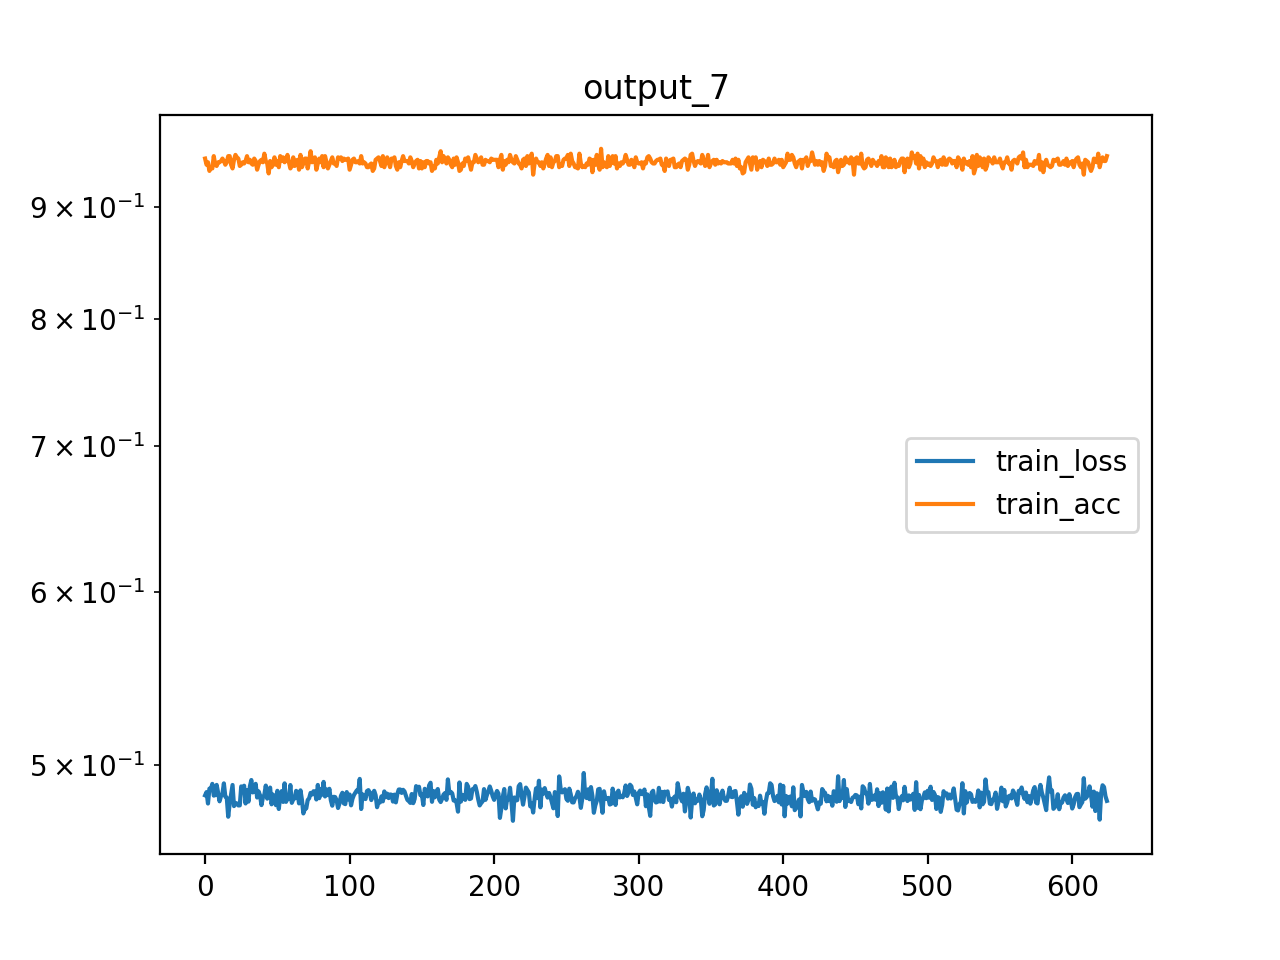 output_7
9 × 10⁻¹
8 × 10⁻¹
7 × 10⁻¹
6 × 10⁻¹
5 × 10⁻¹
train_loss
train_acc
0 100 200 300 400 500 600